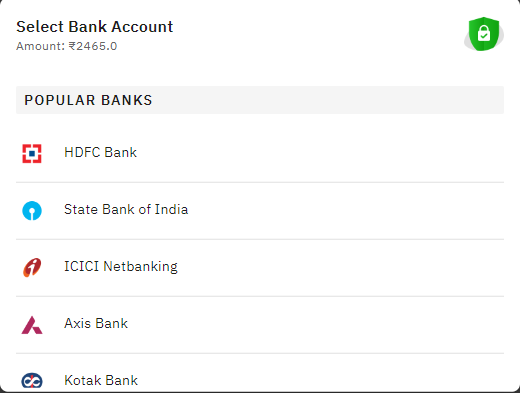 Select Bank Account
Amount: ₹2465.0
POPULAR BANKS
HDFC Bank
State Bank of India
ICICI Netbanking
Axis Bank
Kotak Bank